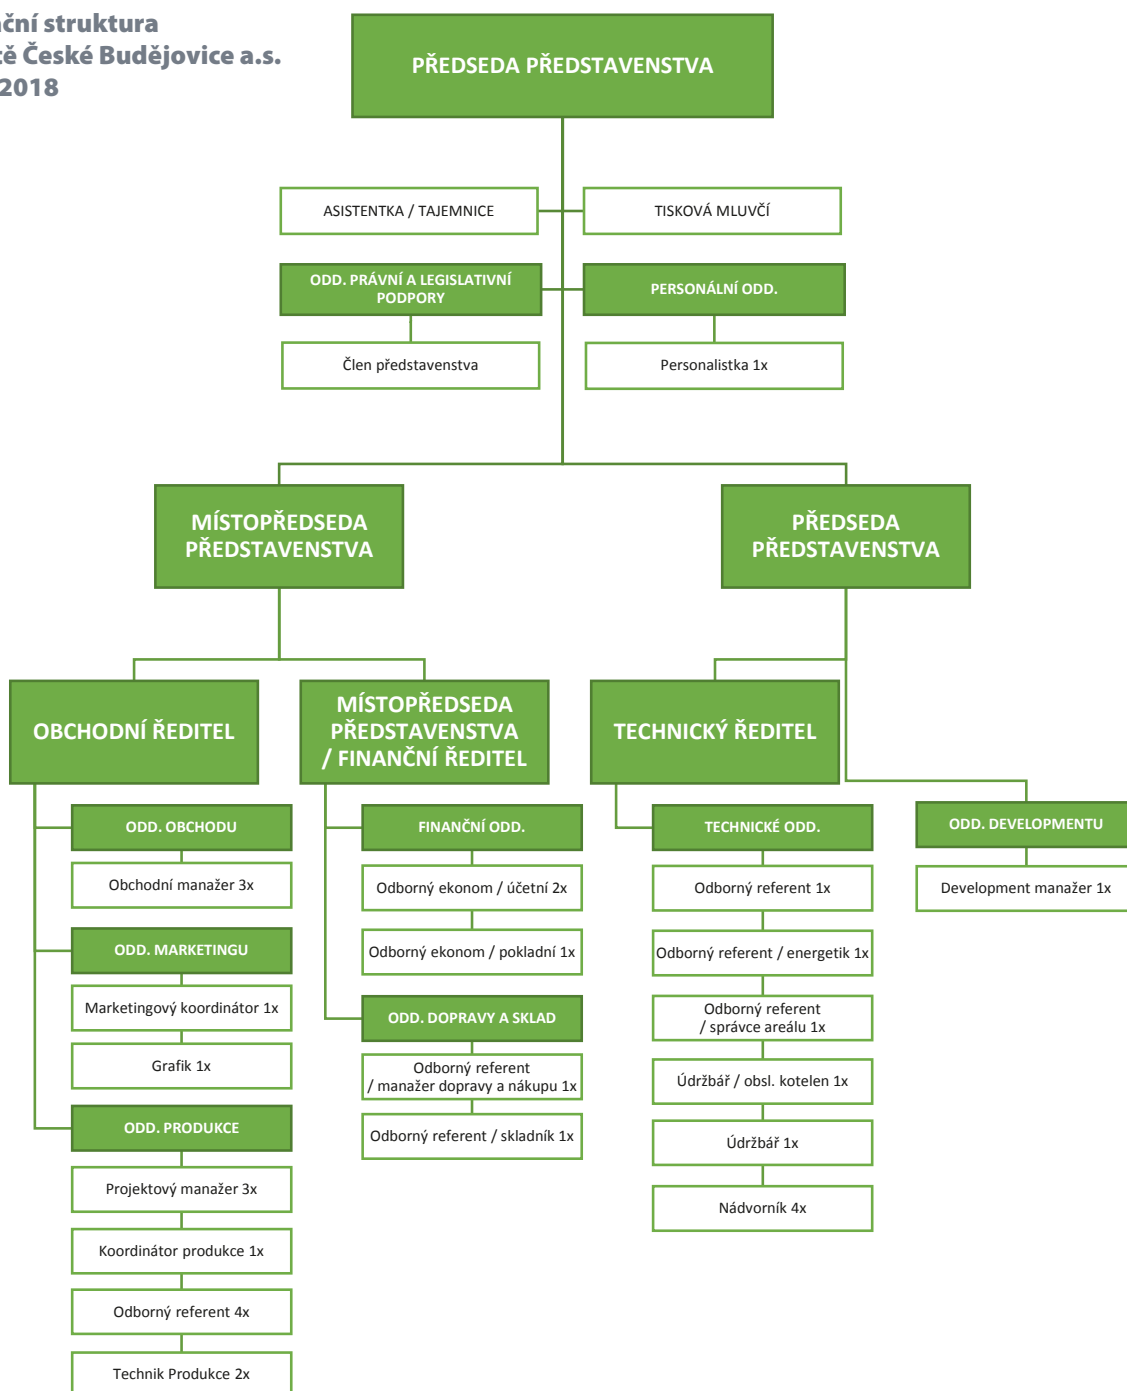 ční struktura
tě České Budějovice a.s.
2018
PŘEDSEDA PŘEDSTAVENSTVA
ASISTENTKA / TAJEMNICE
TISKOVÁ MLUVČÍ
ODD. PRÁVNÍ A LEGISLATIVNÍ
PODPORY
PERSONÁLNÍ ODD.
Člen představenstva
Personalistka 1x
MÍSTOPŘEDSEDA
PŘEDSTAVENSTVA
PŘEDSEDA
PŘEDSTAVENSTVA
OBCHODNÍ ŘEDITEL
MÍSTOPŘEDSEDA
PŘEDSTAVENSTVA
/ FINANČNÍ ŘEDITEL
TECHNICKÝ ŘEDITEL
ODD. OBCHODU
Obchodní manažer 3x
ODD. MARKETINGU
Marketingový koordinátor 1x
Grafik 1x
ODD. PRODUKCE
Projektový manažer 3x
Koordinátor produkce 1x
Odborný referent 4x
Technik Produkce 2x
FINANČNÍ ODD.
Odborný ekonom / účetní 2x
Odborný ekonom / pokladní 1x
ODD. DOPRAVY A SKLAD
Odborný referent
/ manažer dopravy a nákupu 1x
Odborný referent / skladník 1x
TECHNICKÉ ODD.
Odborný referent 1x
Odborný referent / energetik 1x
Odborný referent
/ správce areálu 1x
Údržbář / obsl. kotelen 1x
Údržbář 1x
Nádvorník 4x
ODD. DEVELOPMENTU
Development manažer 1x